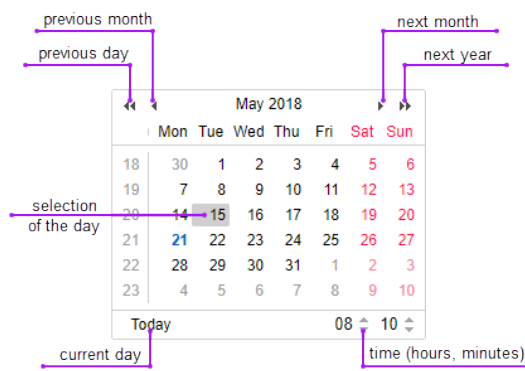 previous month
next month
previous day
next year
May 2018
Mon Tue Wed Thu Fri Sat Sun
18 30 1 2 3 4 5 6
19 7 8 9 10 11 12 13
selection
of the day
20 14 15 16 17 18 19 20
21 21 22 23 24 25 26 27
22 28 29 30 31 1 2 3
23 4 5 6 7 8 9 10
Today 08 10
current day
time (hours, minutes)